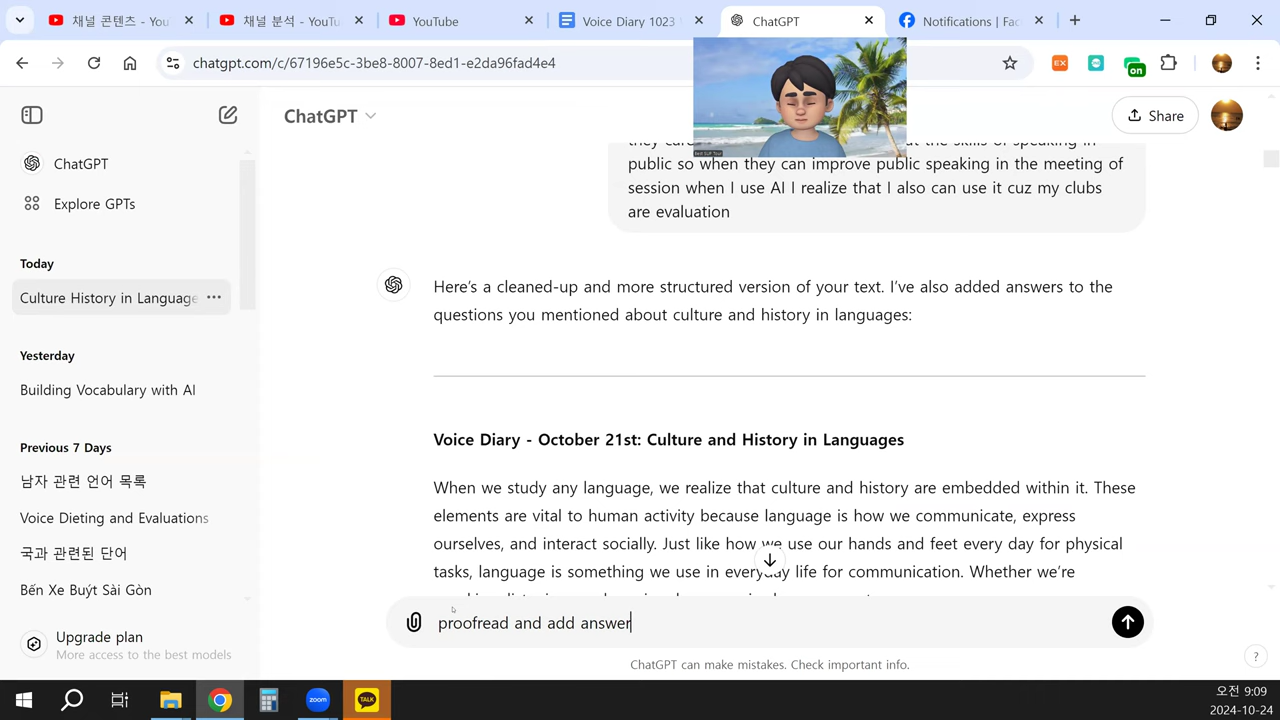 채널 콘텐츠 - You
채널 분석 – YouTu
YouTube
Voice Diary 1023
ChatGPT
Notifications | Fac
chatgpt.com/c/67196e5c-3be8-8007-8ed1-e2da96fad4e4
EX
on
ChatGPT
Share
ChatGPT
Explore GPTs
Today
Culture History in Language
Yesterday
Building Vocabulary with AI
Previous 7 Days
남자 관련 언어 목록
Voice Dieting and Evaluations
국과 관련된 단어
Bến Xe Buýt Sài Gòn
Upgrade plan
More access to the best models
the skills of speaking in
public so when they can improve public speaking in the meeting of
session when I use AI I realize that I also can use it cuz my clubs
are evaluation
Here's a cleaned-up and more structured version of your text. I've also added answers to the
questions you mentioned about culture and history in languages:
Voice Diary - October 21st: Culture and History in Languages
When we study any language, we realize that culture and history are embedded within it. These
elements are vital to human activity because language is how we communicate, express
ourselves, and interact socially. Just like how we use our hands and feet every day for physical
tasks, language is something we use in everyday life for communication. Whether we're
proofread and add answer
ChatGPT can make mistakes. Check important info.
?
zoom
TALK
오전 9:09
2024-10-24